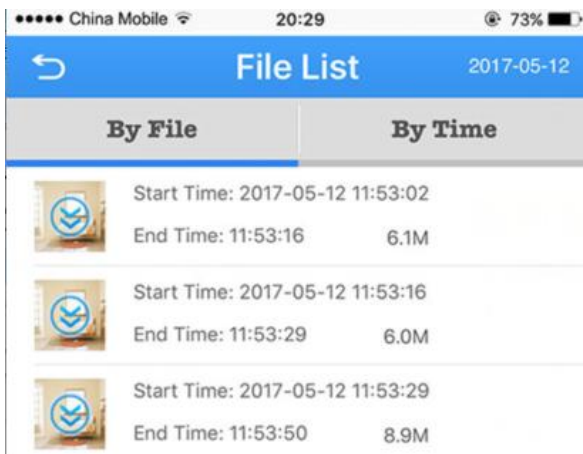 China Mobile 20:29 73%
File List 2017-05-12
By File By Time
Start Time: 2017-05-12 11:53:02
End Time: 11:53:16 6.1M
Start Time: 2017-05-12 11:53:16
End Time: 11:53:29 6.0M
Start Time: 2017-05-12 11:53:29
End Time: 11:53:50 8.9M